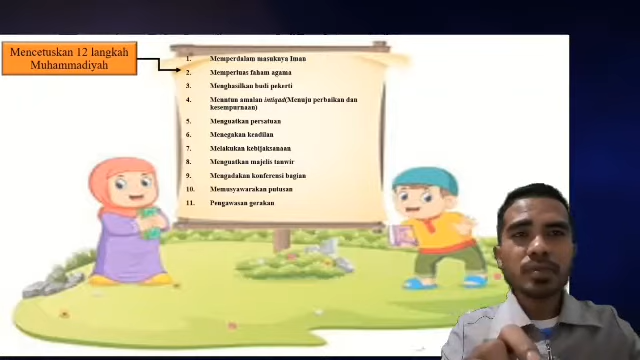 Mencetuskan 12 langkah
Muhammadiyah
1. Memperdalam masuknya Iman
2. Memperluas faham agama
3. Menghasilkan budi pekerti
4. Menntun amalan intiqad(Menuju perbaikan dan
kesempurnaan)
5. Menguatkan persatuan
6. Menegakan keadilan
7. Melakukan kebijaksanaan
8. Menguatkan majelis tanwir
9. Mengadakan konferensi bagian
10. Memusyawarakan putusan
11. Pengawasan gerakan